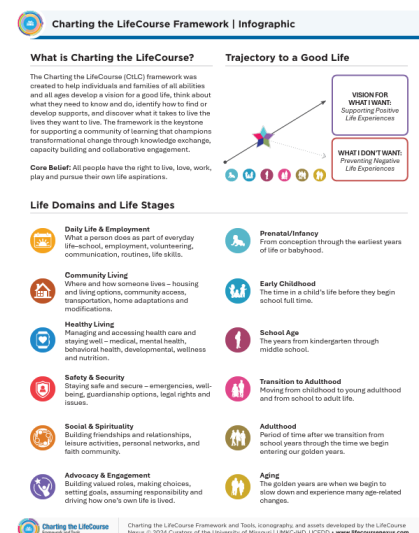 Charting the LifeCourse Framework | Infographic
What is Charting the LifeCourse?
The Charting the LifeCourse (CtLC) framework was
created to help individuals and families of all abilities
and all ages develop a vision for a good life, think about
what they need to know and do, identify how to find or
develop supports, and discover what it takes to live the
lives they want to live. The framework is the keystone
for supporting a community of learning that champions
transformational change through knowledge exchange,
capacity building and collaborative engagement.
Core Belief: All people have the right to live, love, work,
play and pursue their own life aspirations.
Trajectory to a Good Life
VISION FOR
WHAT I WANT:
Supporting Positive
Life Experiences
WHAT I DON'T WANT:
Preventing Negative
Life Experiences
Life Domains and Life Stages
Daily Life & Employment
What a person does as part of everyday
life–school, employment, volunteering,
communication, routines, life skills.
Community Living
Where and how someone lives – housing
and living options, community access,
transportation, home adaptations and
modifications.
Healthy Living
Managing and accessing health care and
staying well – medical, mental health,
behavioral health, developmental, wellness
and nutrition.
Safety & Security
Staying safe and secure – emergencies, well-
being, guardianship options, legal rights and
issues.
Social & Spirituality
Building friendships and relationships,
leisure activities, personal networks, and
faith community.
Advocacy & Engagement
Building valued roles, making choices,
setting goals, assuming responsibility and
driving how one's own life is lived.
Prenatal/Infancy
From conception through the earliest years
of life or babyhood.
Early Childhood
The time in a child's life before they begin
school full time.
School Age
The years from kindergarten through
middle school.
Transition to Adulthood
Moving from childhood to young adulthood
and from school to adult life.
Adulthood
Period of time after we transition from
school years through the time we begin
entering our golden years.
Aging
The golden years are when we begin to
slow down and experience many age-related
changes.
Charting the LifeCourse
Charting the LifeCourse Framework and Tools, iconography, and assets developed by the LifeCourse
Nexus © 2024 Curators of the University of Missouri | UMKC-IHD, UCEDD • www.lifecoursenexus.com